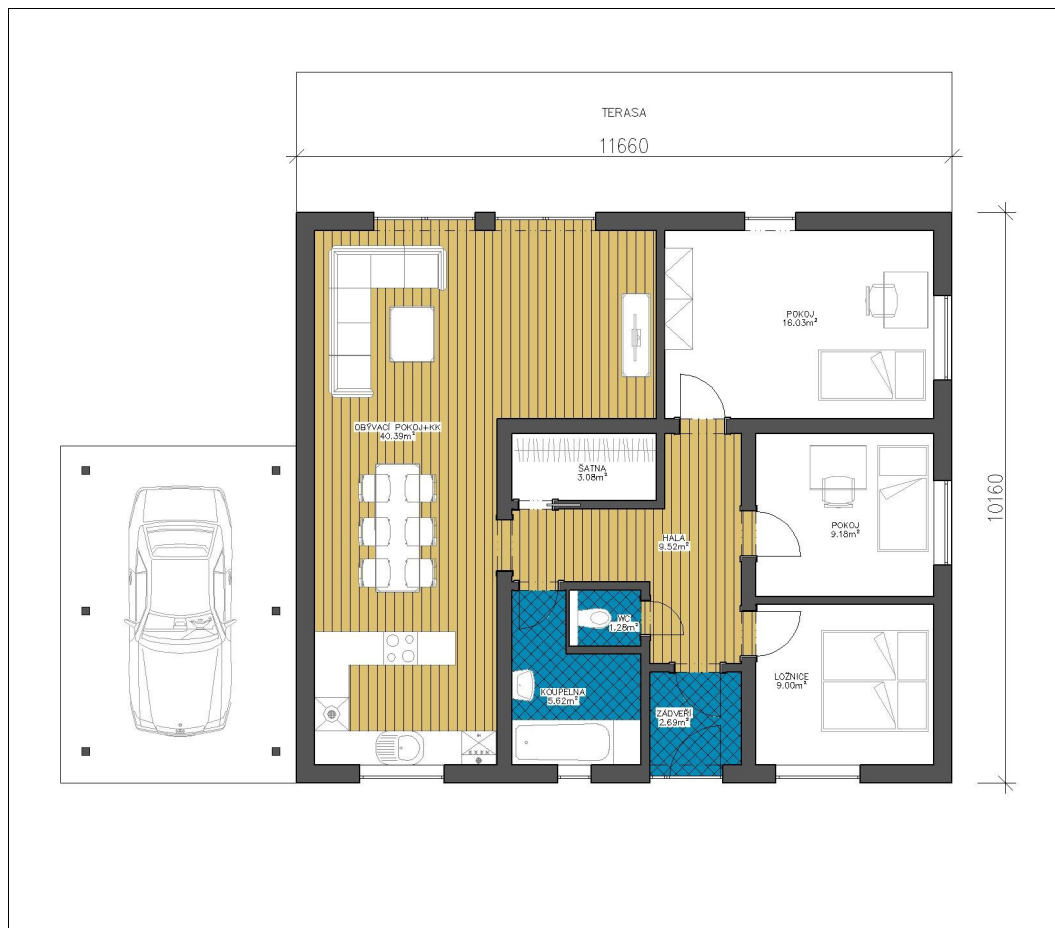 TERASA
11660
POKOJ
16.03m²
OBÝVACÍ POKOJ+KK
40.39m²
ŠATNA
3.08m²
10160
POKOJ
9.18m²
HALA
9.52m²
WC
1.28m²
LOŽNICE
9.00m²
KOUPELNA
5.62m²
ZÁDVEŘÍ
2.69m²